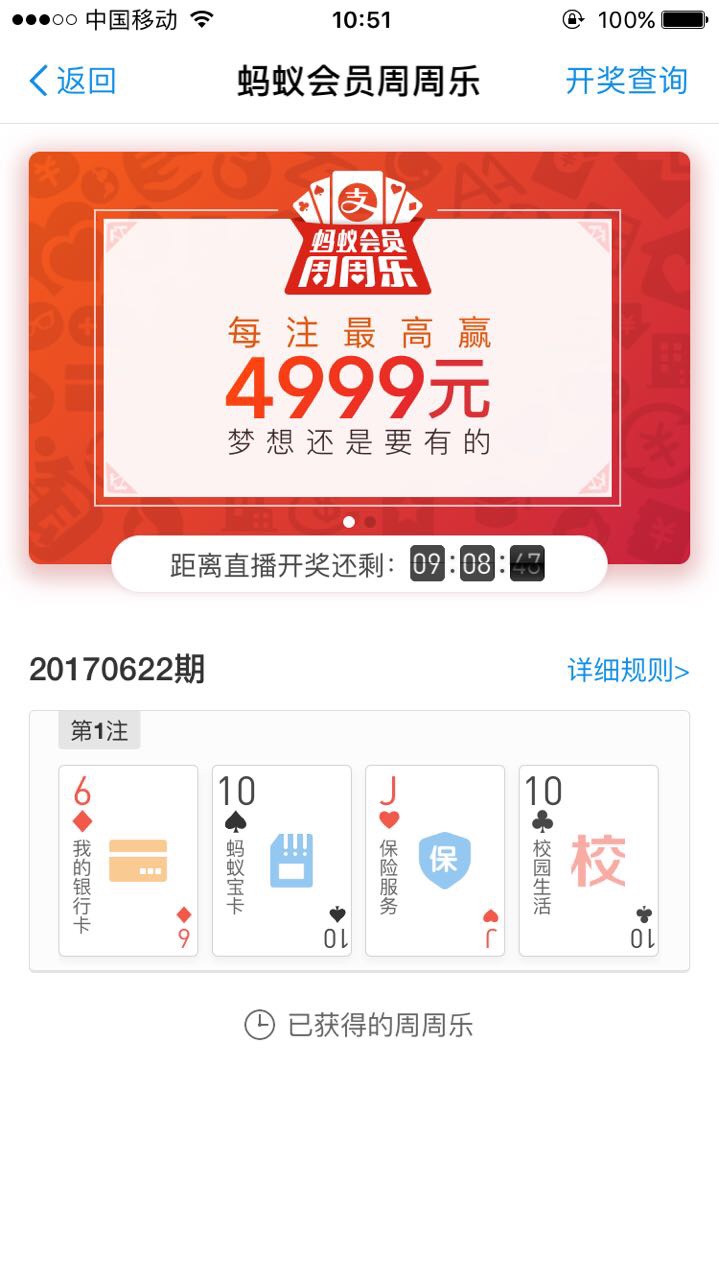 中国移动 10:51 100%
返回 蚂蚁会员周周乐 开奖查询
支
蚂蚁会员
周周乐
每注最高赢
4999元
梦想还是要有的
距离直播开奖还剩: 09:08:
20170622期 详细规则>
第1注
6 我的银行卡 6
10 蚂蚁宝卡 10
J 保险服务 保 J
10 校园生活 校 10
已获得的周周乐